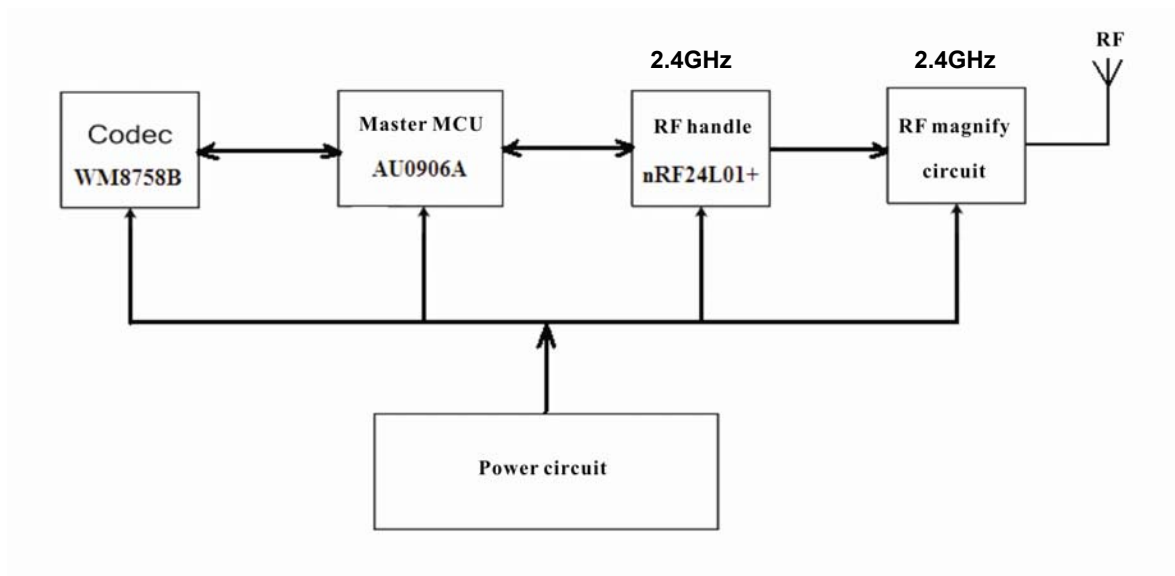 RF
2.4GHz
2.4GHz
Codec
WM8758B
Master MCU
AU0906A
RF handle
nRF24L01+
RF magnify
circuit
Power circuit